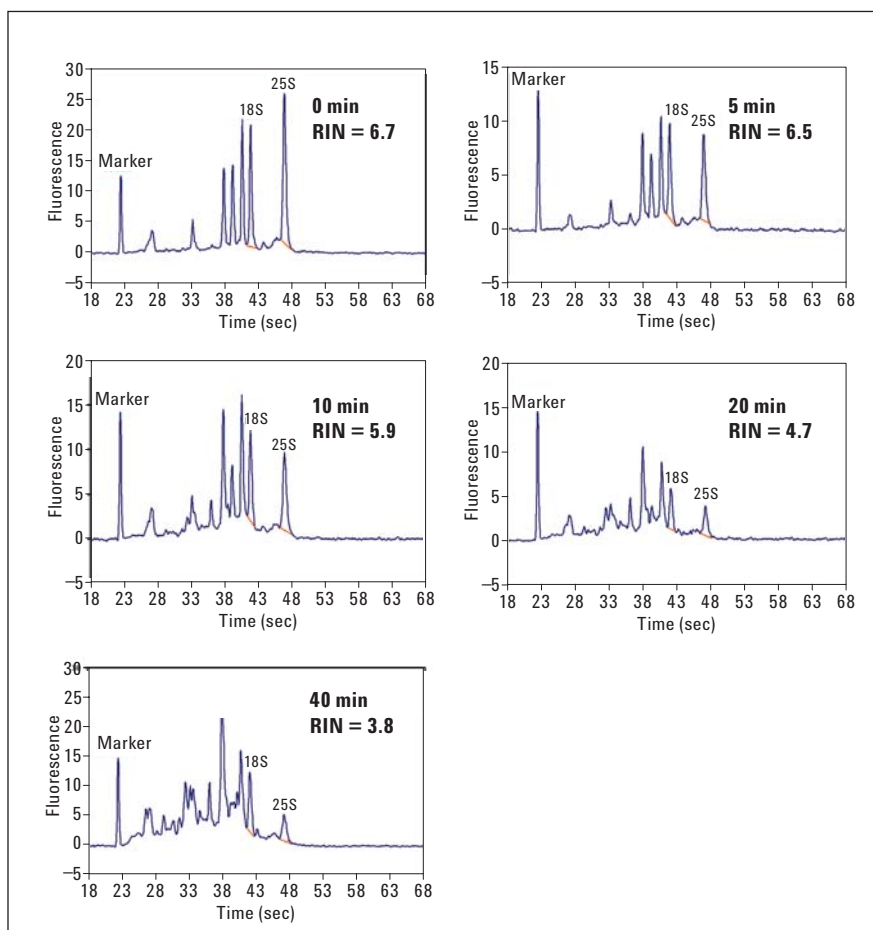 30
25
20
15
10
5
0
−5
Fluorescence
Marker
18S
25S
0 min
RIN = 6.7
18 23 28 33 38 43 48 53 58 63 68
Time (sec)
15
10
5
0
−5
Fluorescence
Marker
18S
25S
5 min
RIN = 6.5
18 23 28 33 38 43 48 53 58 63 68
Time (sec)
20
15
10
5
0
−5
Fluorescence
Marker
18S
25S
10 min
RIN = 5.9
18 23 28 33 38 43 48 53 58 63 68
Time (sec)
20
15
10
5
0
−5
Fluorescence
Marker
18S
25S
20 min
RIN = 4.7
18 23 28 33 38 43 48 53 58 63 68
Time (sec)
30
25
20
15
10
5
0
−5
Fluorescence
Marker
18S
25S
40 min
RIN = 3.8
18 23 28 33 38 43 48 53 58 63 68
Time (sec)